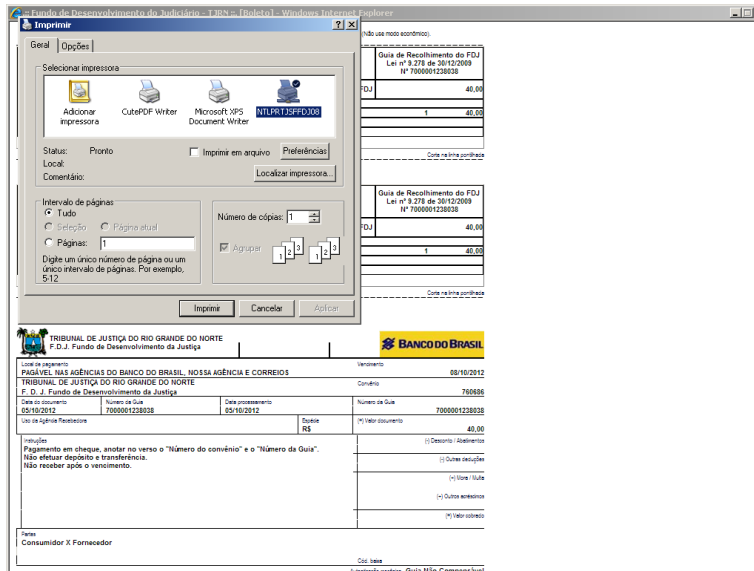 .:: Fundo de Desenvolvimento do Judiciário - TJRN ::. [Boleto] - Windows Internet Explorer
Imprimir
(Não use modo econômico).
Geral
Opções
Selecionar impressora
Adicionar impressora
CutePDF Writer
Microsoft XPS Document Writer
NTLPRTJSFFDJ08
Status: Pronto
Local:
Comentário:
Imprimir em arquivo
Preferências
Localizar impressora...
Intervalo de páginas
Tudo
Seleção
Página atual
Páginas: 1
Digite um único número de página ou um
único intervalo de páginas. Por exemplo,
5-12
Número de cópias: 1
Agrupar
1 2 3 1 2 3
Imprimir
Cancelar
Aplicar
Guia de Recolhimento do FDJ
Lei nº 9.278 de 30/12/2009
Nº 7000001238038
FDJ 40,00
1 40,00
Corte na linha pontilhada
Guia de Recolhimento do FDJ
Lei nº 9.278 de 30/12/2009
Nº 7000001238038
FDJ 40,00
1 40,00
Corte na linha pontilhada
TRIBUNAL DE JUSTIÇA DO RIO GRANDE DO NORTE
F.D.J. Fundo de Desenvolvimento da Justiça
BANCO DO BRASIL
Local de pagamento
PAGÁVEL NAS AGÊNCIAS DO BANCO DO BRASIL, NOSSA AGÊNCIA E CORREIOS
Vencimento
08/10/2012
TRIBUNAL DE JUSTIÇA DO RIO GRANDE DO NORTE
F. D. J. Fundo de Desenvolvimento da Justiça
Convênio
760686
Data do documento
05/10/2012
Número da Guia
7000001238038
Data processamento
05/10/2012
Número da Guia
7000001238038
Uso da Agência Recebedora
Espécie
R$
(=) Valor documento
40,00
Instruções
Pagamento em cheque, anotar no verso o "Número do convênio" e o "Número da Guia".
Não efetuar depósito e transferência.
Não receber após o vencimento.
(-) Desconto / Abatimentos
(-) Outras deduções
(+) Mora / Multa
(+) Outros acréscimos
(=) Valor cobrado
Partes
Consumidor X Fornecedor
Cód. baixa
Guia Não Compensável